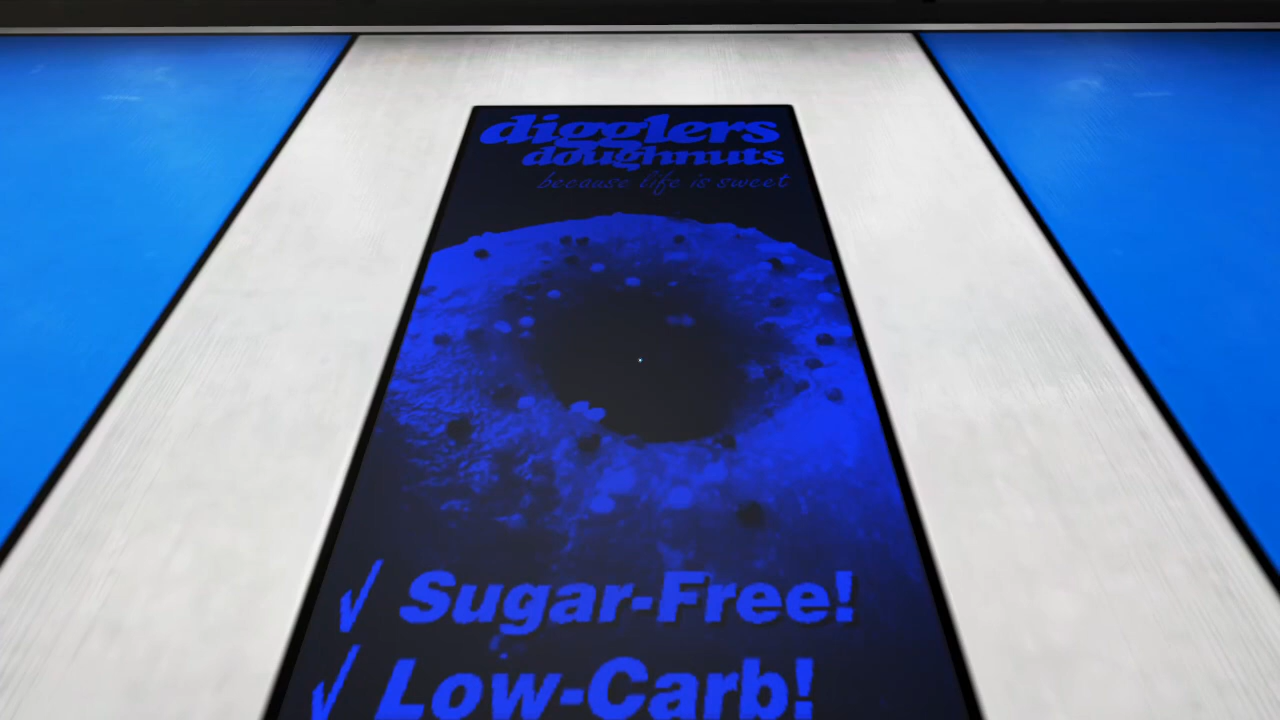 digglers
doughnuts
because life is sweet
✓ Sugar-Free!
✓ Low-Carb!